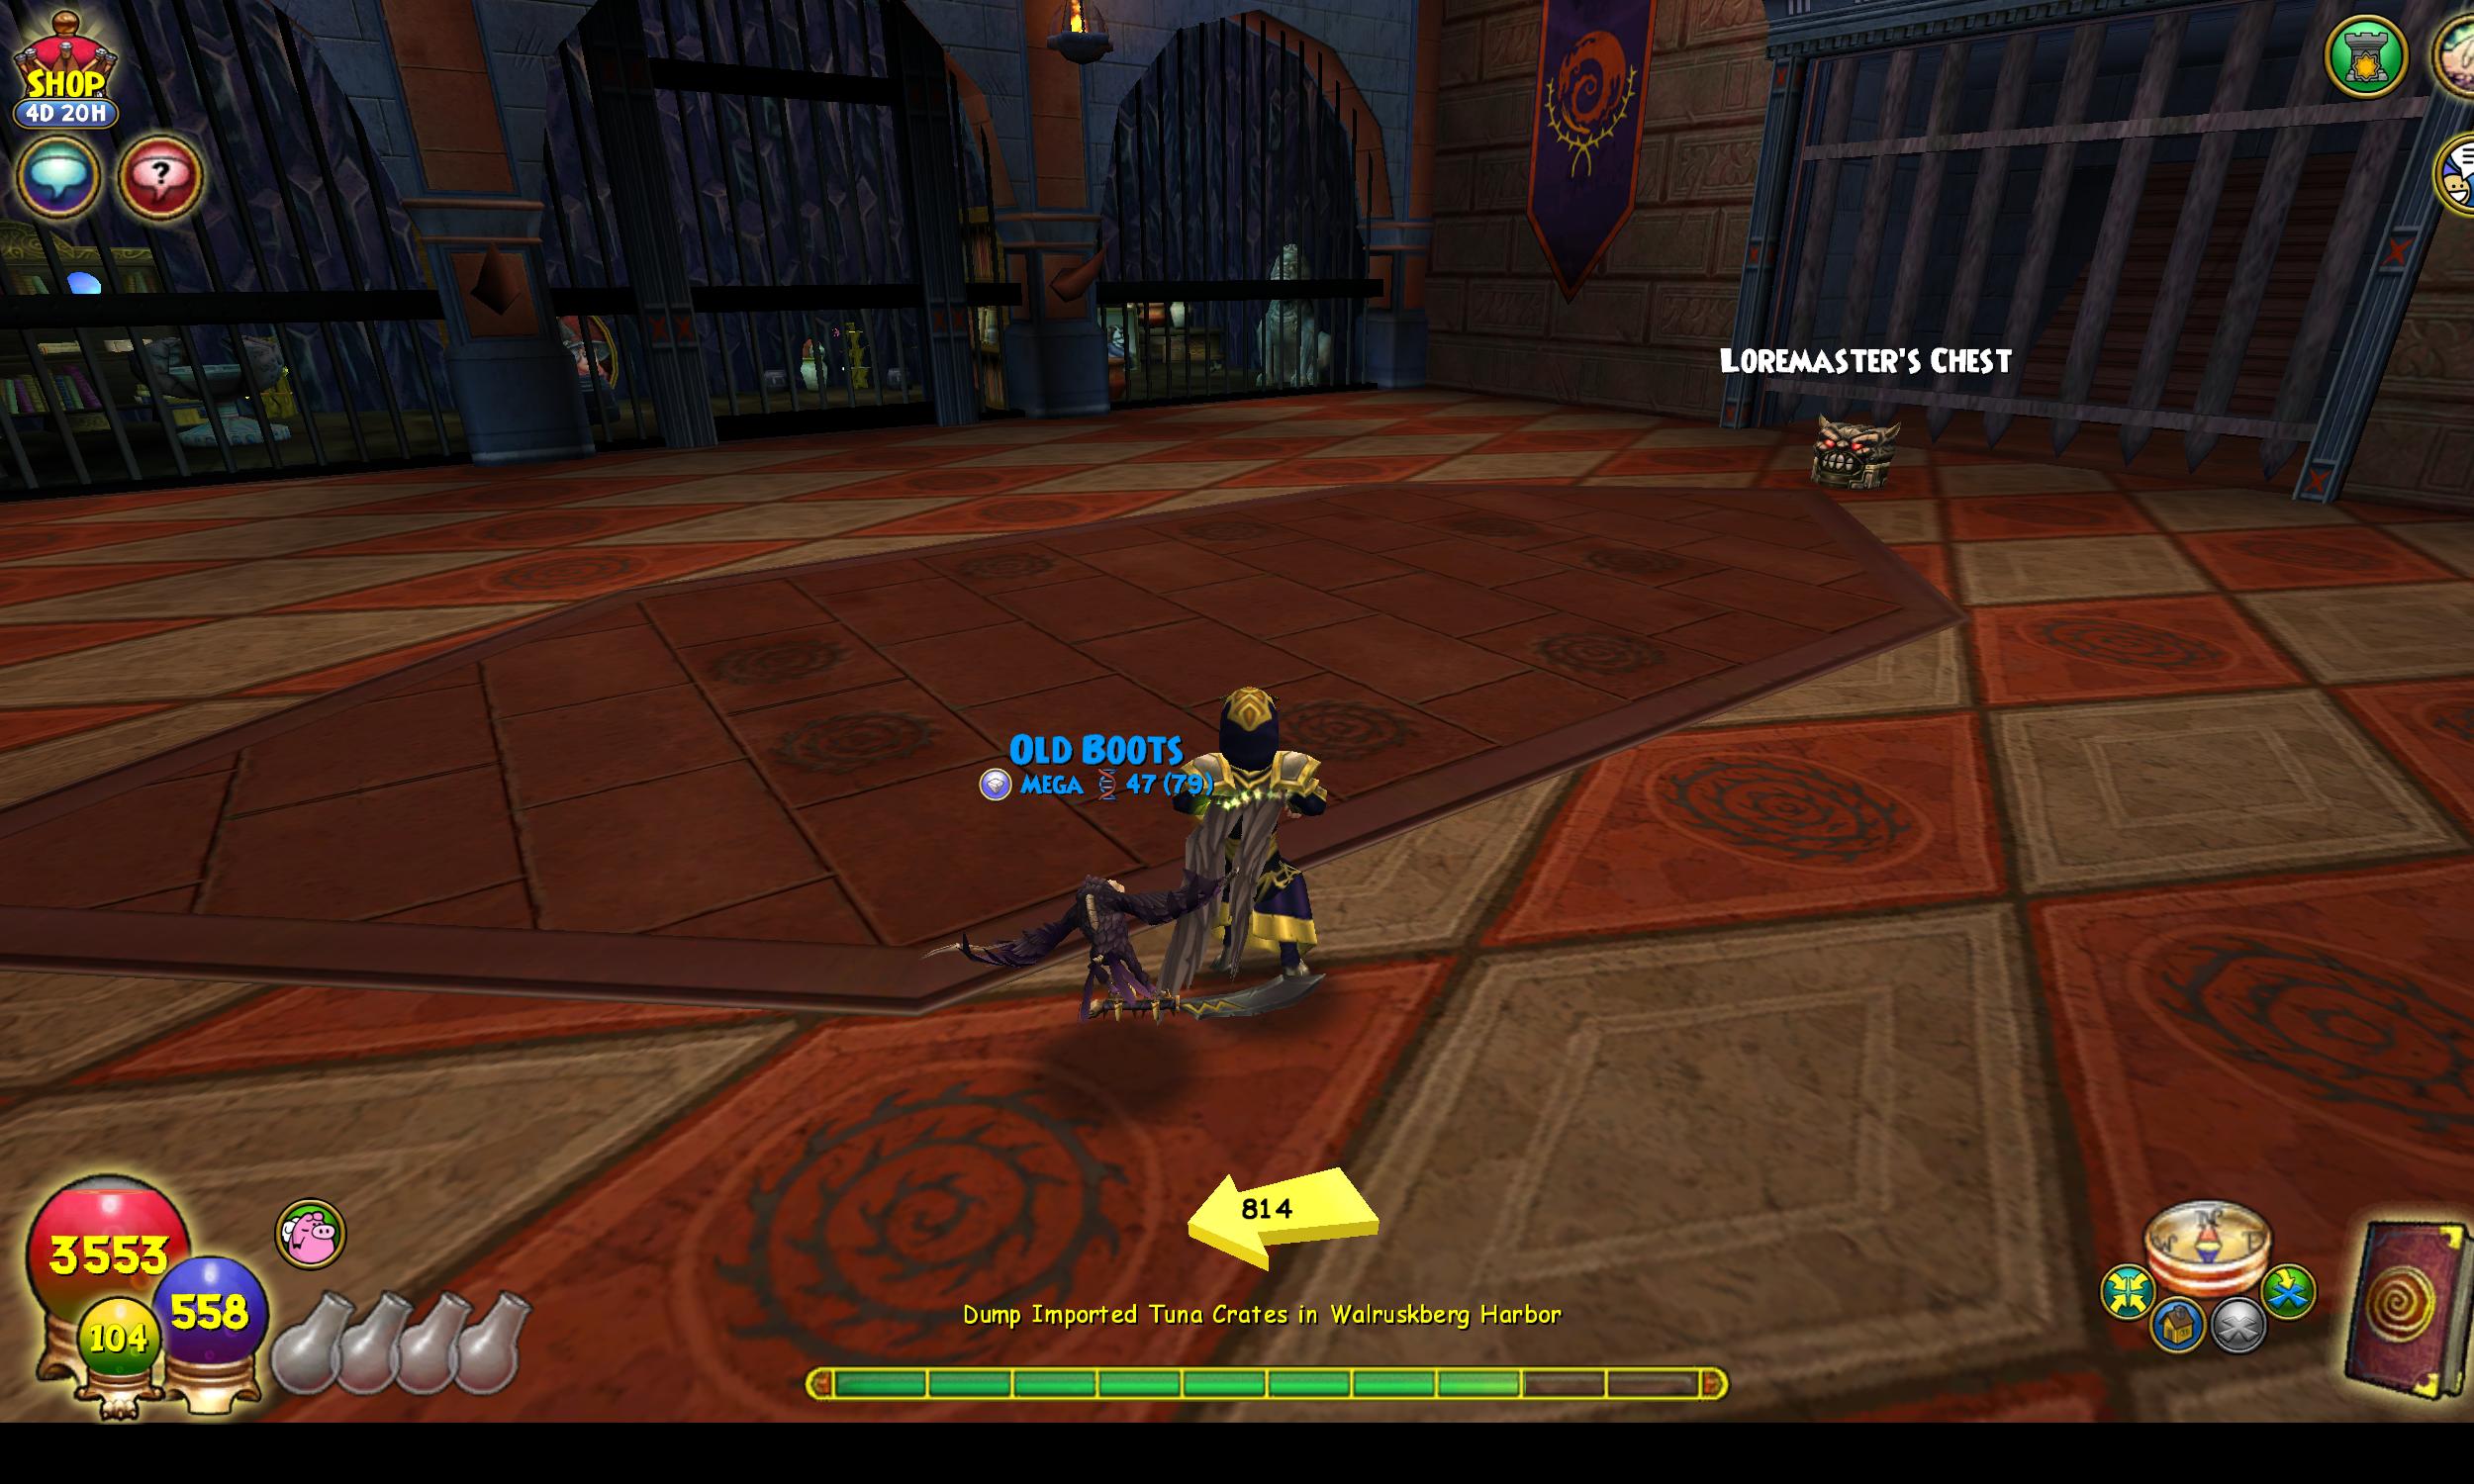 SHOP
4D 20H
?
LOREMASTER'S CHEST
OLD BOOTS
MEGA 47 (79)
814
3553
558
104
Dump Imported Tuna Crates in Walruskberg Harbor